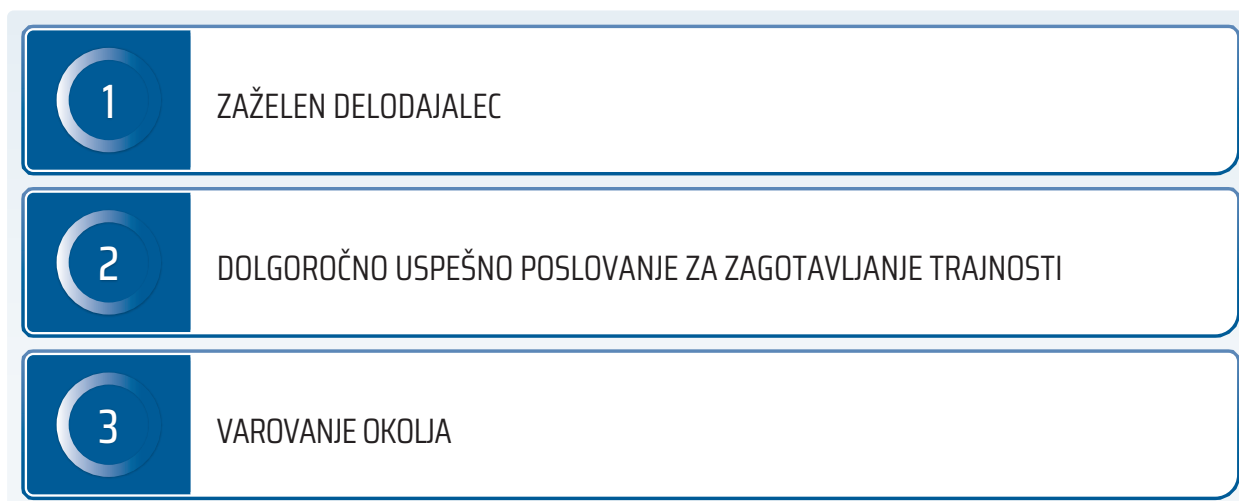 1
ZAŽELEN DELODAJALEC
2
DOLGOROČNO USPEŠNO POSLOVANJE ZA ZAGOTAVLJANJE TRAJNOSTI
3
VAROVANJE OKOLJA